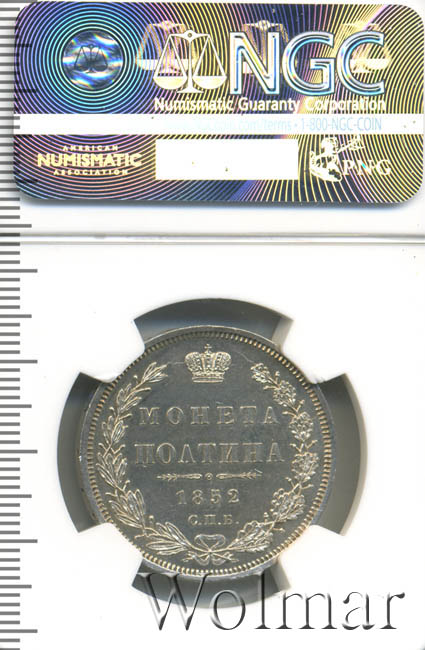 NGC
Numismatic Guaranty Corporation
1-800-NGC-COIN
AMERICAN
NUMISMATIC
ASSOCIATION
PNG
МОНЕТА
ПОЛТИНА
1852
С.П.Б.
Wolmar